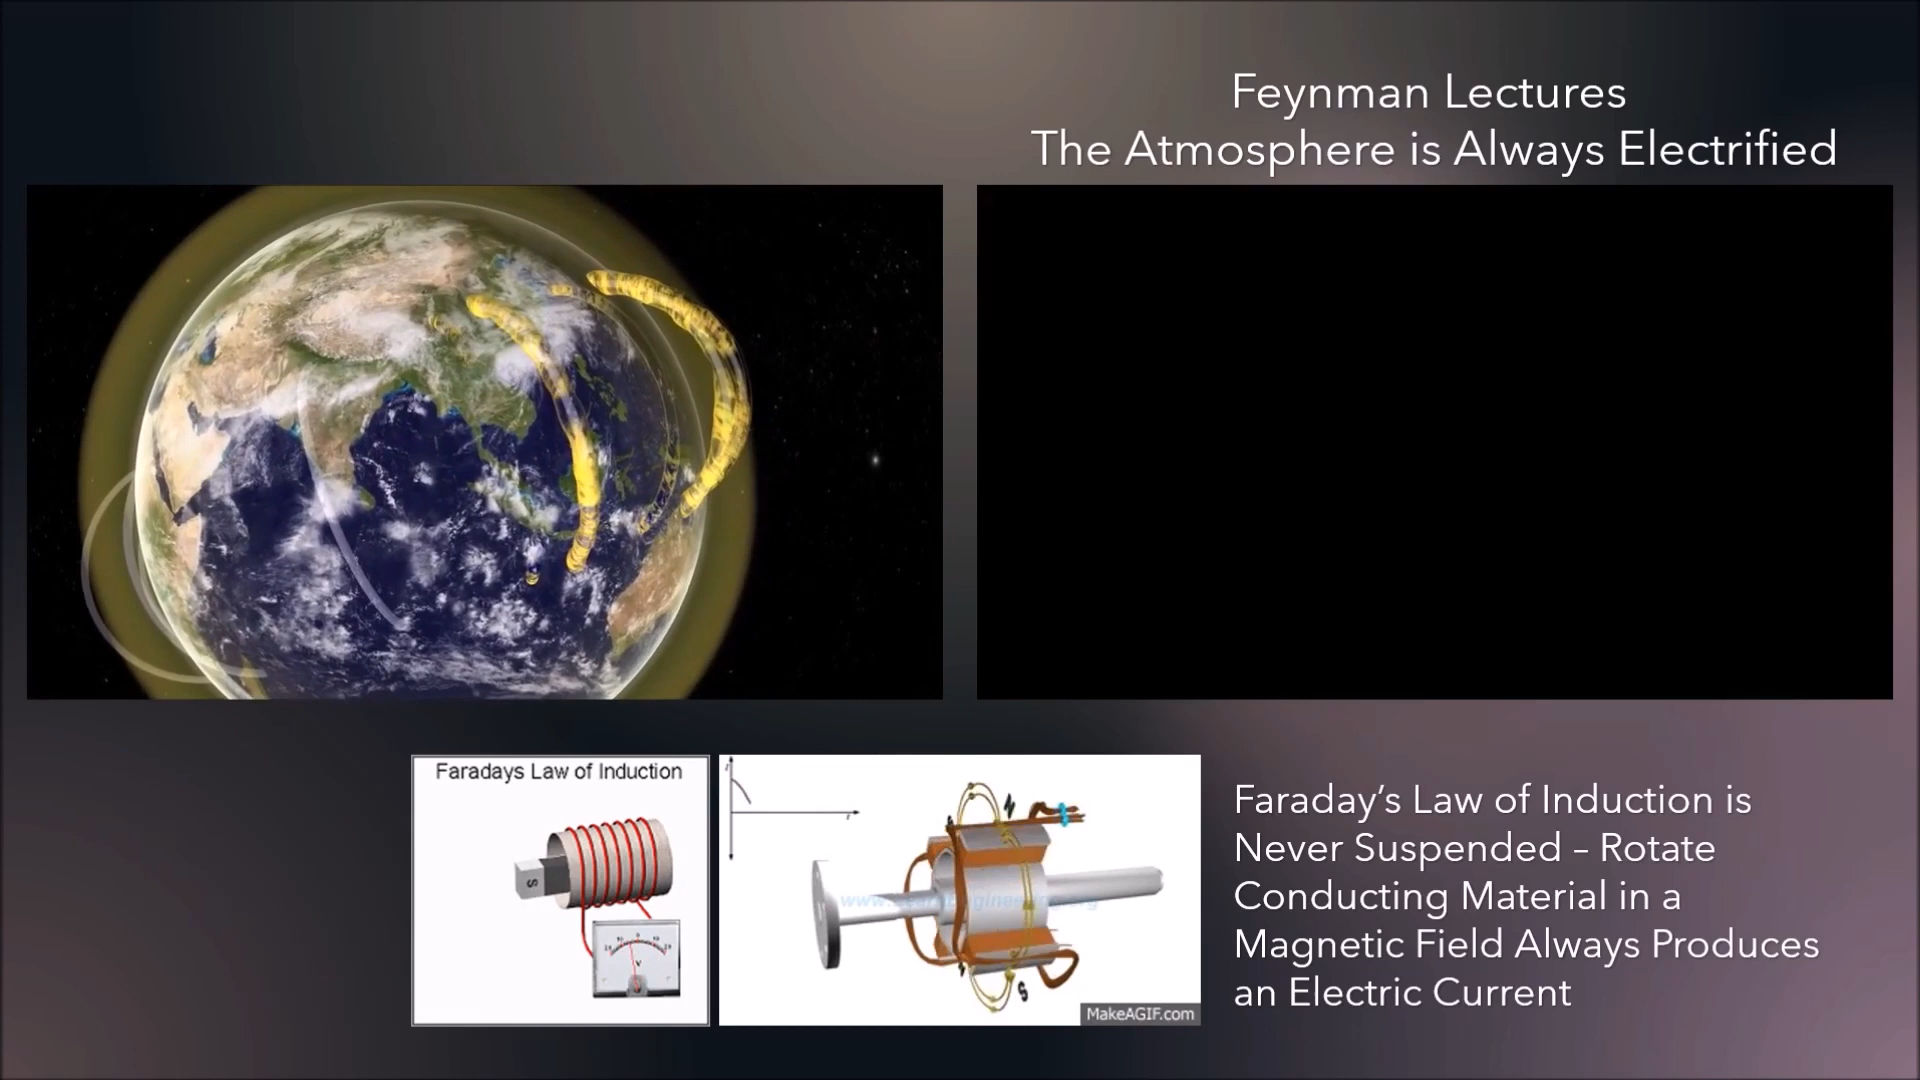 Feynman Lectures
The Atmosphere is Always Electrified
Faradays Law of Induction
S
V
N
S
MakeAGIF.com
Faraday's Law of Induction is
Never Suspended – Rotate
Conducting Material in a
Magnetic Field Always Produces
an Electric Current